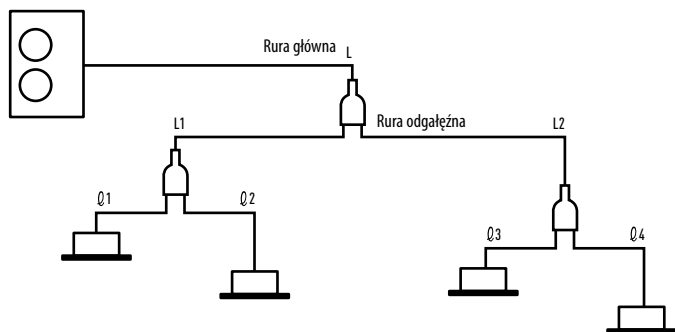 Rura główna L
Rura odgałęźna
L1
L2
ℓ1
ℓ2
ℓ3
ℓ4